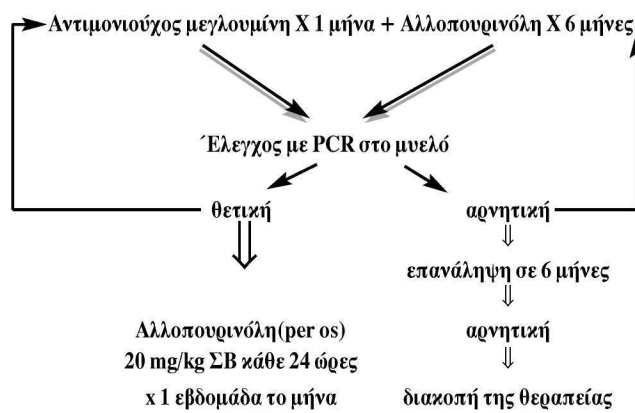 Αντιμονιούχος μεγλουμίνη Χ 1 μήνα + Αλλοπουρινόλη Χ 6 μήνες
Έλεγχος με PCR στο μυελό
θετική
αρνητική
επανάληψη σε 6 μήνες
Αλλοπουρινόλη(per os)
αρνητική
20 mg/kg ΣΒ κάθε 24 ώρες
x 1 εβδομάδα το μήνα
διακοπή της θεραπείας